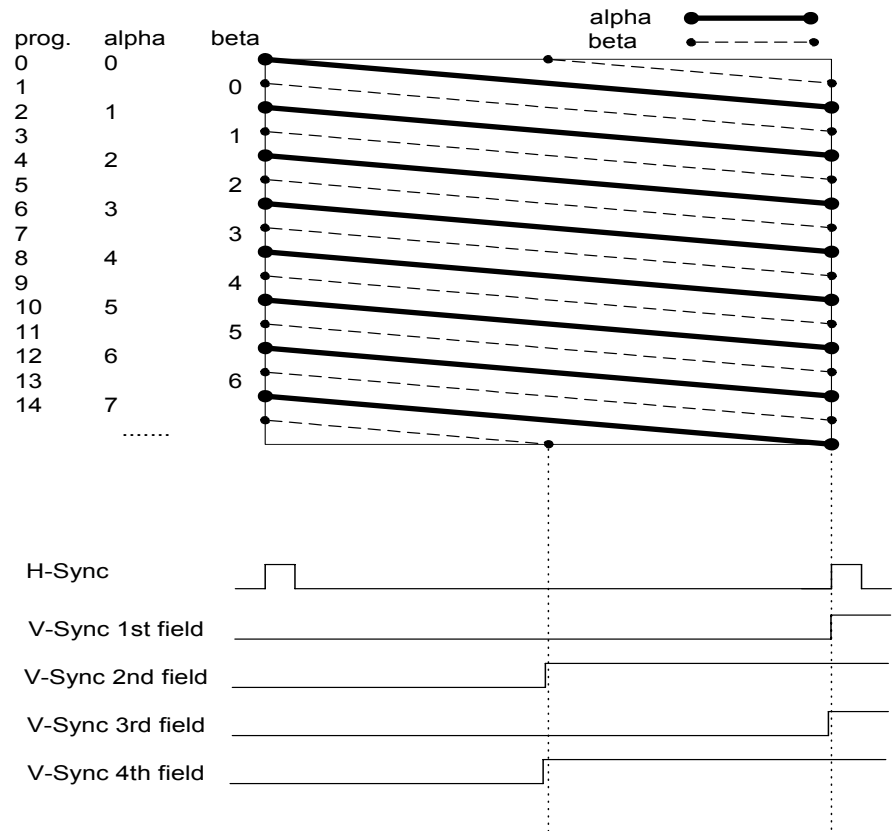 alpha
beta
prog. alpha beta
0 0
1 0
2 1
3 1
4 2
5 2
6 3
7 3
8 4
9 4
10 5
11 5
12 6
13 6
14 7
.......
H-Sync
V-Sync 1st field
V-Sync 2nd field
V-Sync 3rd field
V-Sync 4th field